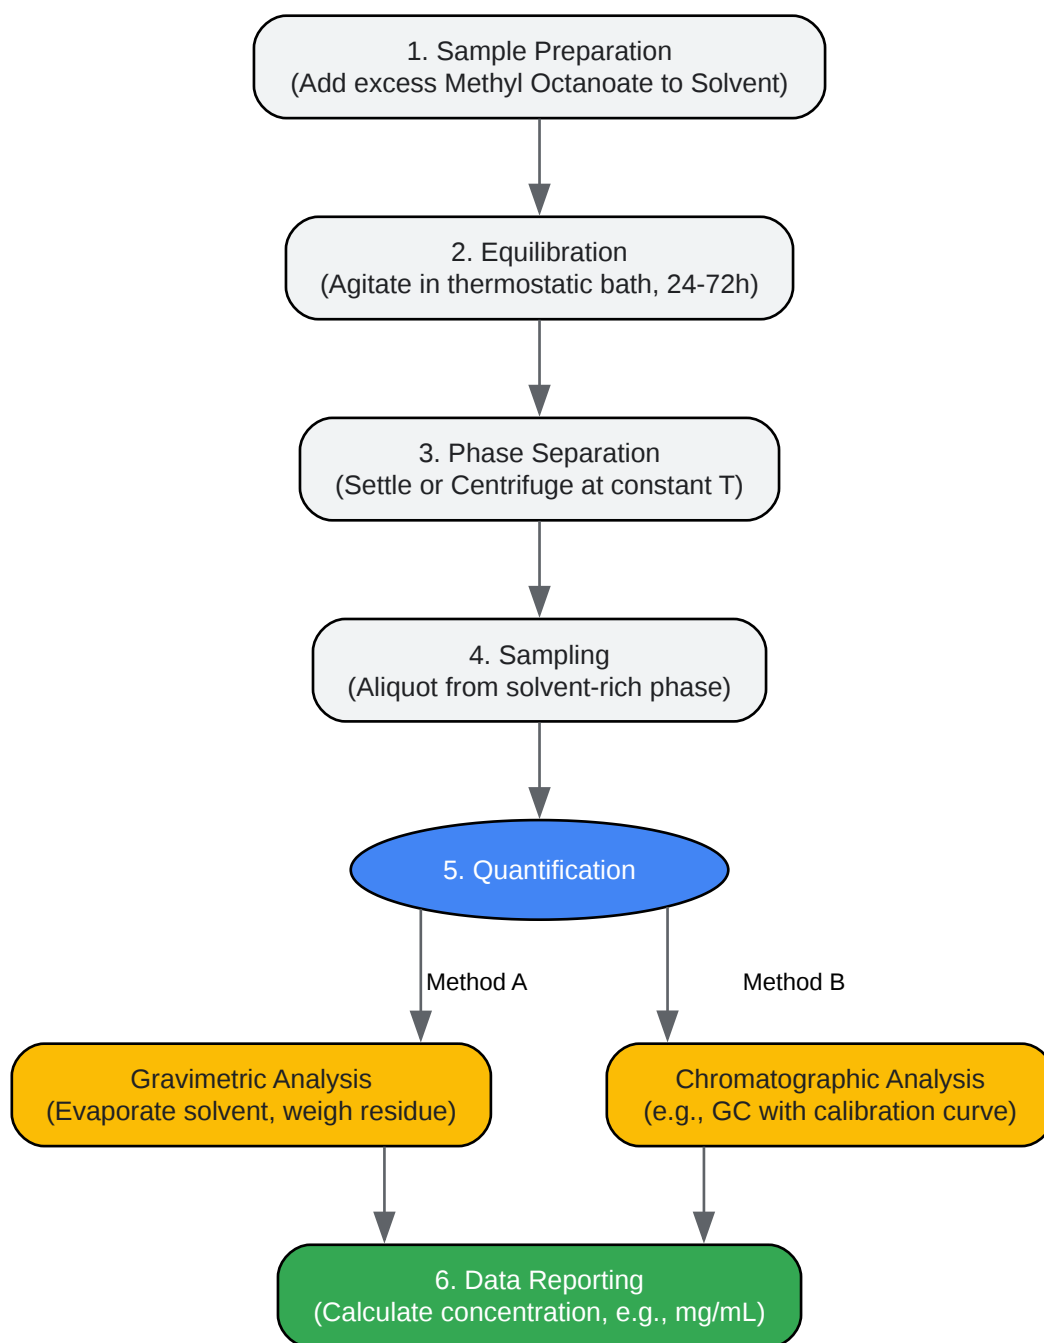 1. Sample Preparation
(Add excess Methyl Octanoate to Solvent)
2. Equilibration
(Agitate in thermostatic bath, 24-72h)
3. Phase Separation
(Settle or Centrifuge at constant T)
4. Sampling
(Aliquot from solvent-rich phase)
5. Quantification
Method A
Method B
Gravimetric Analysis
(Evaporate solvent, weigh residue)
Chromatographic Analysis
(e.g., GC with calibration curve)
6. Data Reporting
(Calculate concentration, e.g., mg/mL)